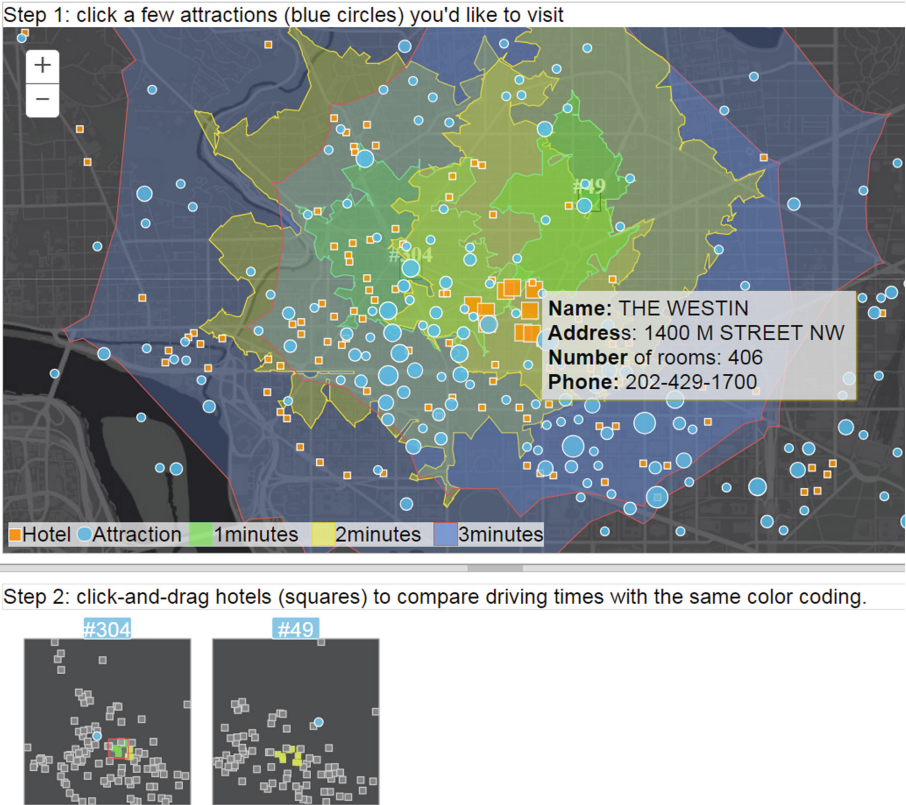 Step 1: click a few attractions (blue circles) you'd like to visit
+
−
#49
#304
Name: THE WESTIN
Address: 1400 M STREET NW
Number of rooms: 406
Phone: 202-429-1700
Hotel Attraction 1minutes 2minutes 3minutes
Step 2: click-and-drag hotels (squares) to compare driving times with the same color coding.
#304 #49